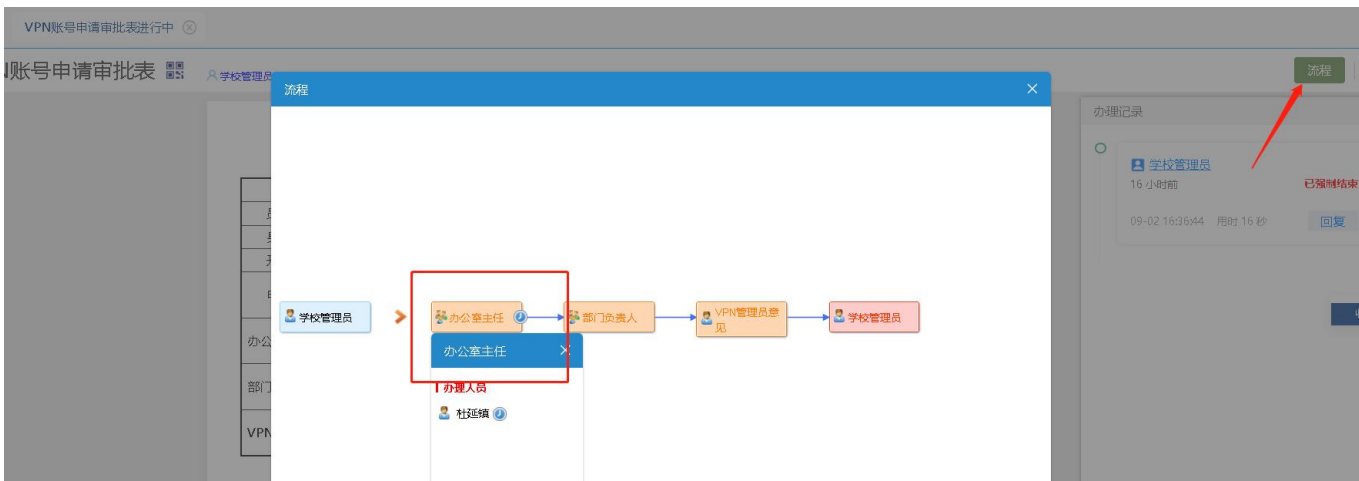 VPN账号申请审批表进行中
账号申请审批表
学校管理员
流程
流程
办理记录
学校管理员
16 小时前
已强制结束
09-02 16:36:44 用时 16 秒
回复
学校管理员
办公室主任
部门负责人
VPN管理员意
见
学校管理员
办公室主任
办理人员
杜延镇
办公
部门
VPN